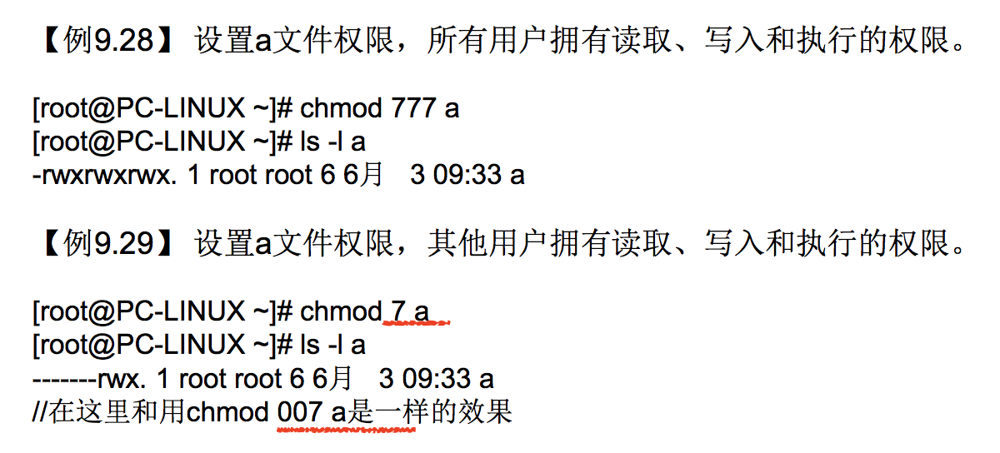 【例9.28】 设置a文件权限，所有用户拥有读取、写入和执行的权限。
[root@PC-LINUX ~]# chmod 777 a
[root@PC-LINUX ~]# ls -l a
-rwxrwxrwx. 1 root root 6 6月   3 09:33 a
【例9.29】 设置a文件权限，其他用户拥有读取、写入和执行的权限。
[root@PC-LINUX ~]# chmod 7 a
[root@PC-LINUX ~]# ls -l a
-------rwx. 1 root root 6 6月   3 09:33 a
//在这里和用chmod 007 a是一样的效果